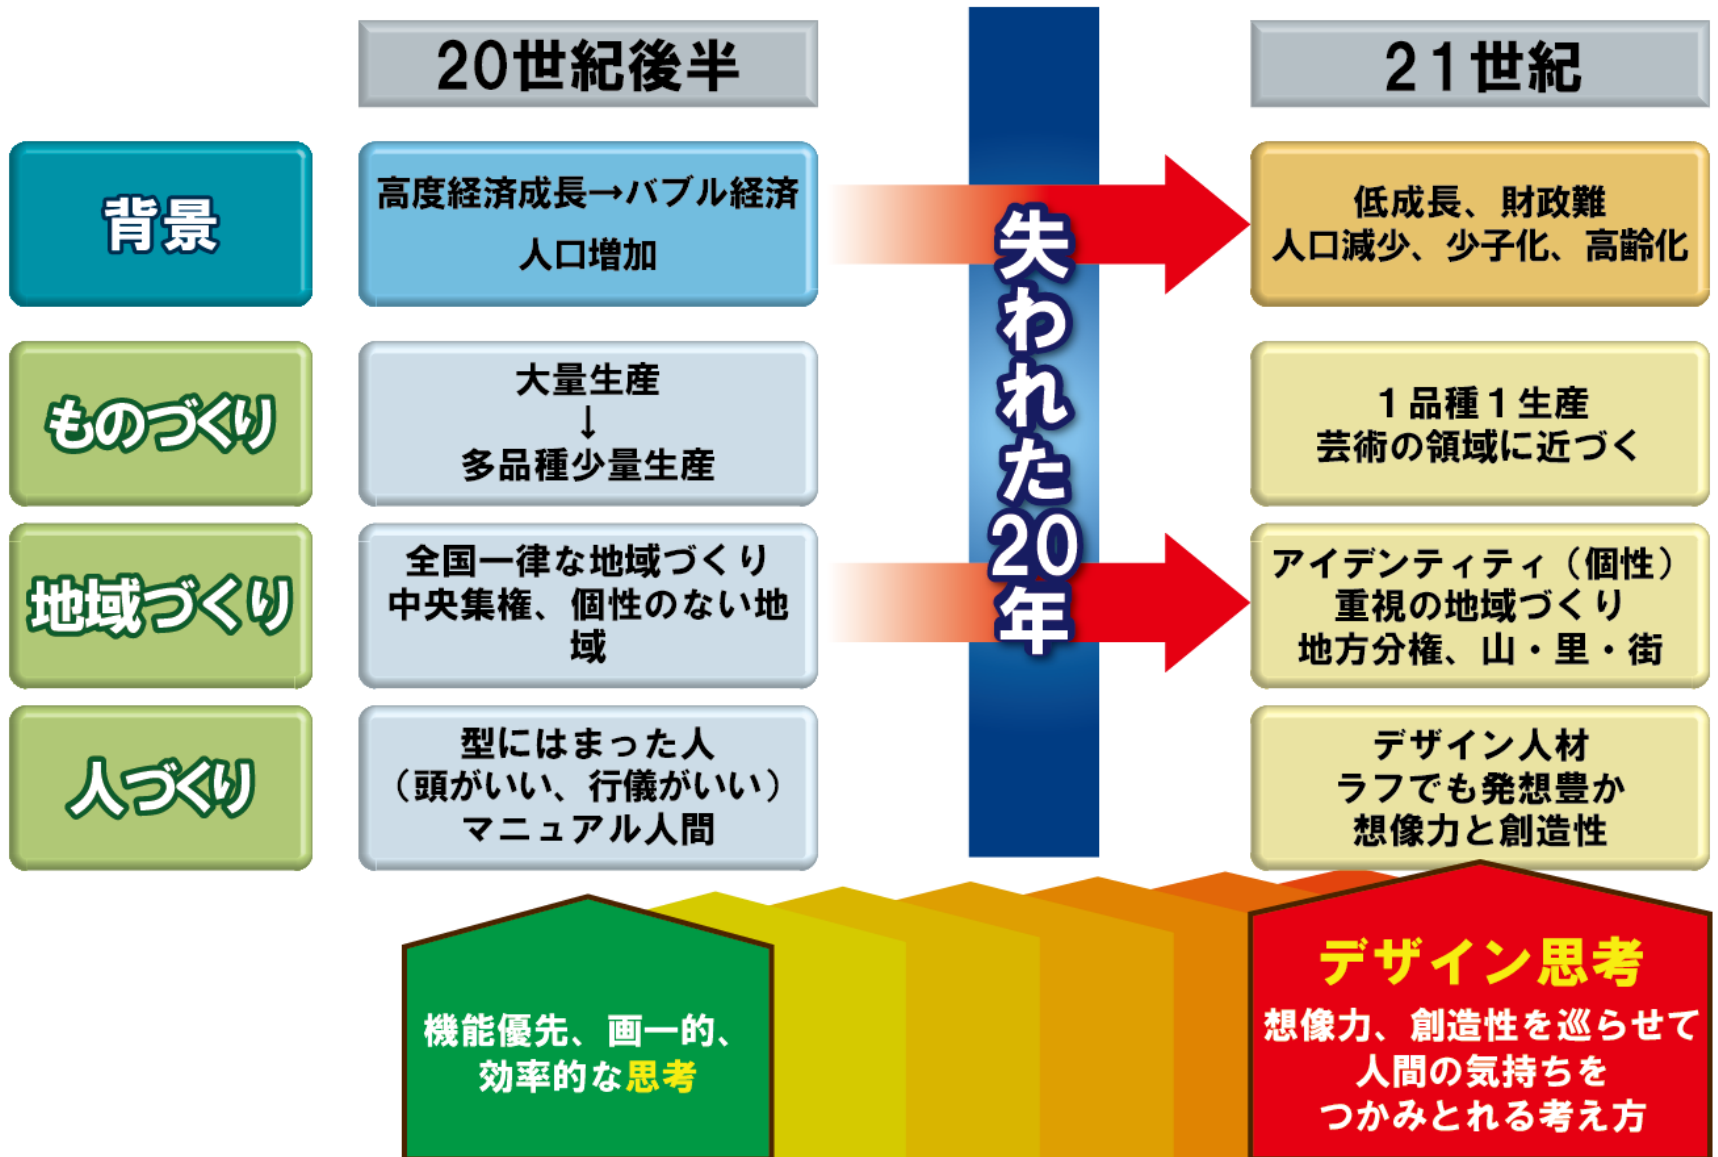 20世紀後半
21世紀
背景
高度経済成長→バブル経済
人口増加
低成長、財政難
人口減少、少子化、高齢化
失われた20年
ものづくり
大量生産
↓
多品種少量生産
1品種1生産
芸術の領域に近づく
地域づくり
全国一律な地域づくり
中央集権、個性のない地
域
アイデンティティ（個性）
重視の地域づくり
地方分権、山・里・街
人づくり
型にはまった人
（頭がいい、行儀がいい）
マニュアル人間
デザイン人材
ラフでも発想豊か
想像力と創造性
機能優先、画一的、
効率的な思考
デザイン思考
想像力、創造性を巡らせて
人間の気持ちを
つかみとれる考え方